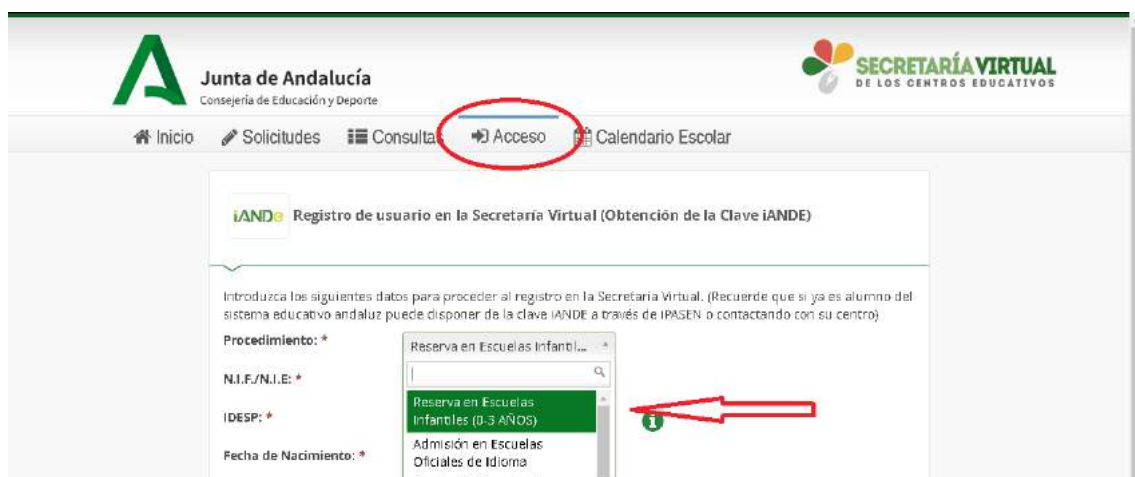 Junta de Andalucía
Consejería de Educación y Deporte
SECRETARÍA VIRTUAL
DE LOS CENTROS EDUCATIVOS
Inicio Solicitudes Consultas Acceso Calendario Escolar
iANDe Registro de usuario en la Secretaría Virtual (Obtención de la Clave iANDE)
Introduzca los siguientes datos para proceder al registro en la Secretaria Virtual. (Recuerde que si ya es alumno del
sistema educativo andaluz puede disponer de la clave iANDE a través de iPASEN o contactando con su centro)
Procedimiento: * Reserva en Escuelas Infantil...
N.I.F./N.I.E: *
Reserva en Escuelas
Infantiles (0-3 AÑOS)
IDESP: *
Admisión en Escuelas
Oficiales de Idioma
Fecha de Nacimiento: *